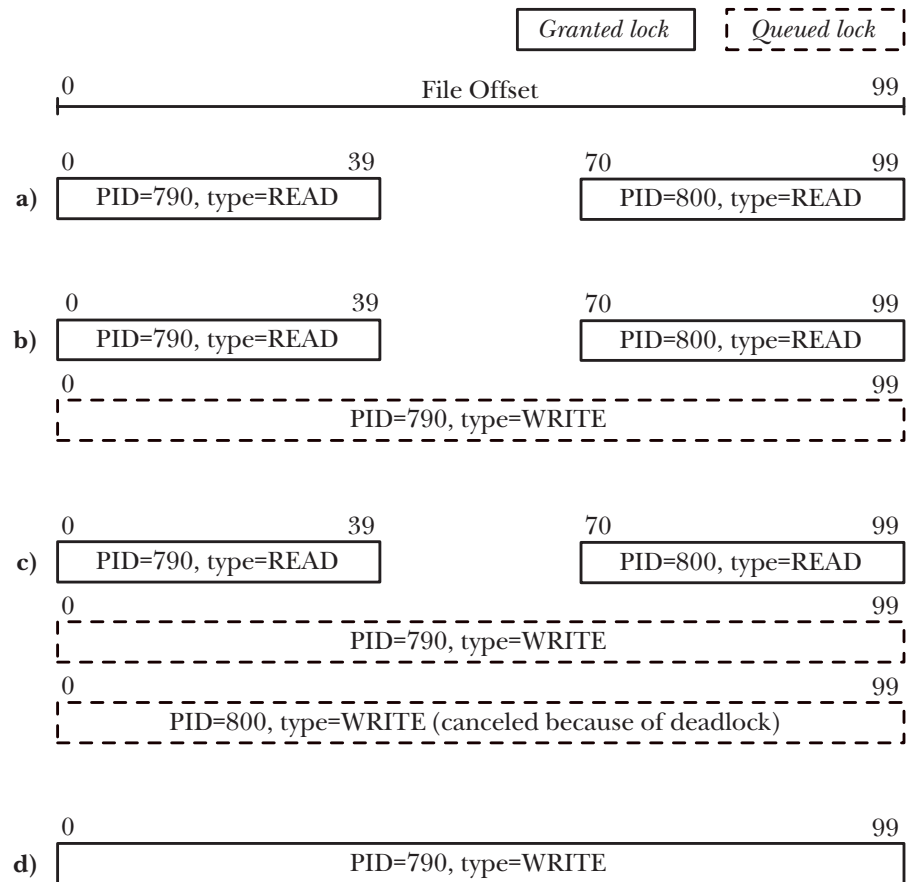 Granted lock Queued lock
0 File Offset 99
0 39 70 99
a) PID=790, type=READ PID=800, type=READ
0 39 70 99
b) PID=790, type=READ PID=800, type=READ
0 99
PID=790, type=WRITE
0 39 70 99
c) PID=790, type=READ PID=800, type=READ
0 99
PID=790, type=WRITE
0 99
PID=800, type=WRITE (canceled because of deadlock)
0 99
d) PID=790, type=WRITE